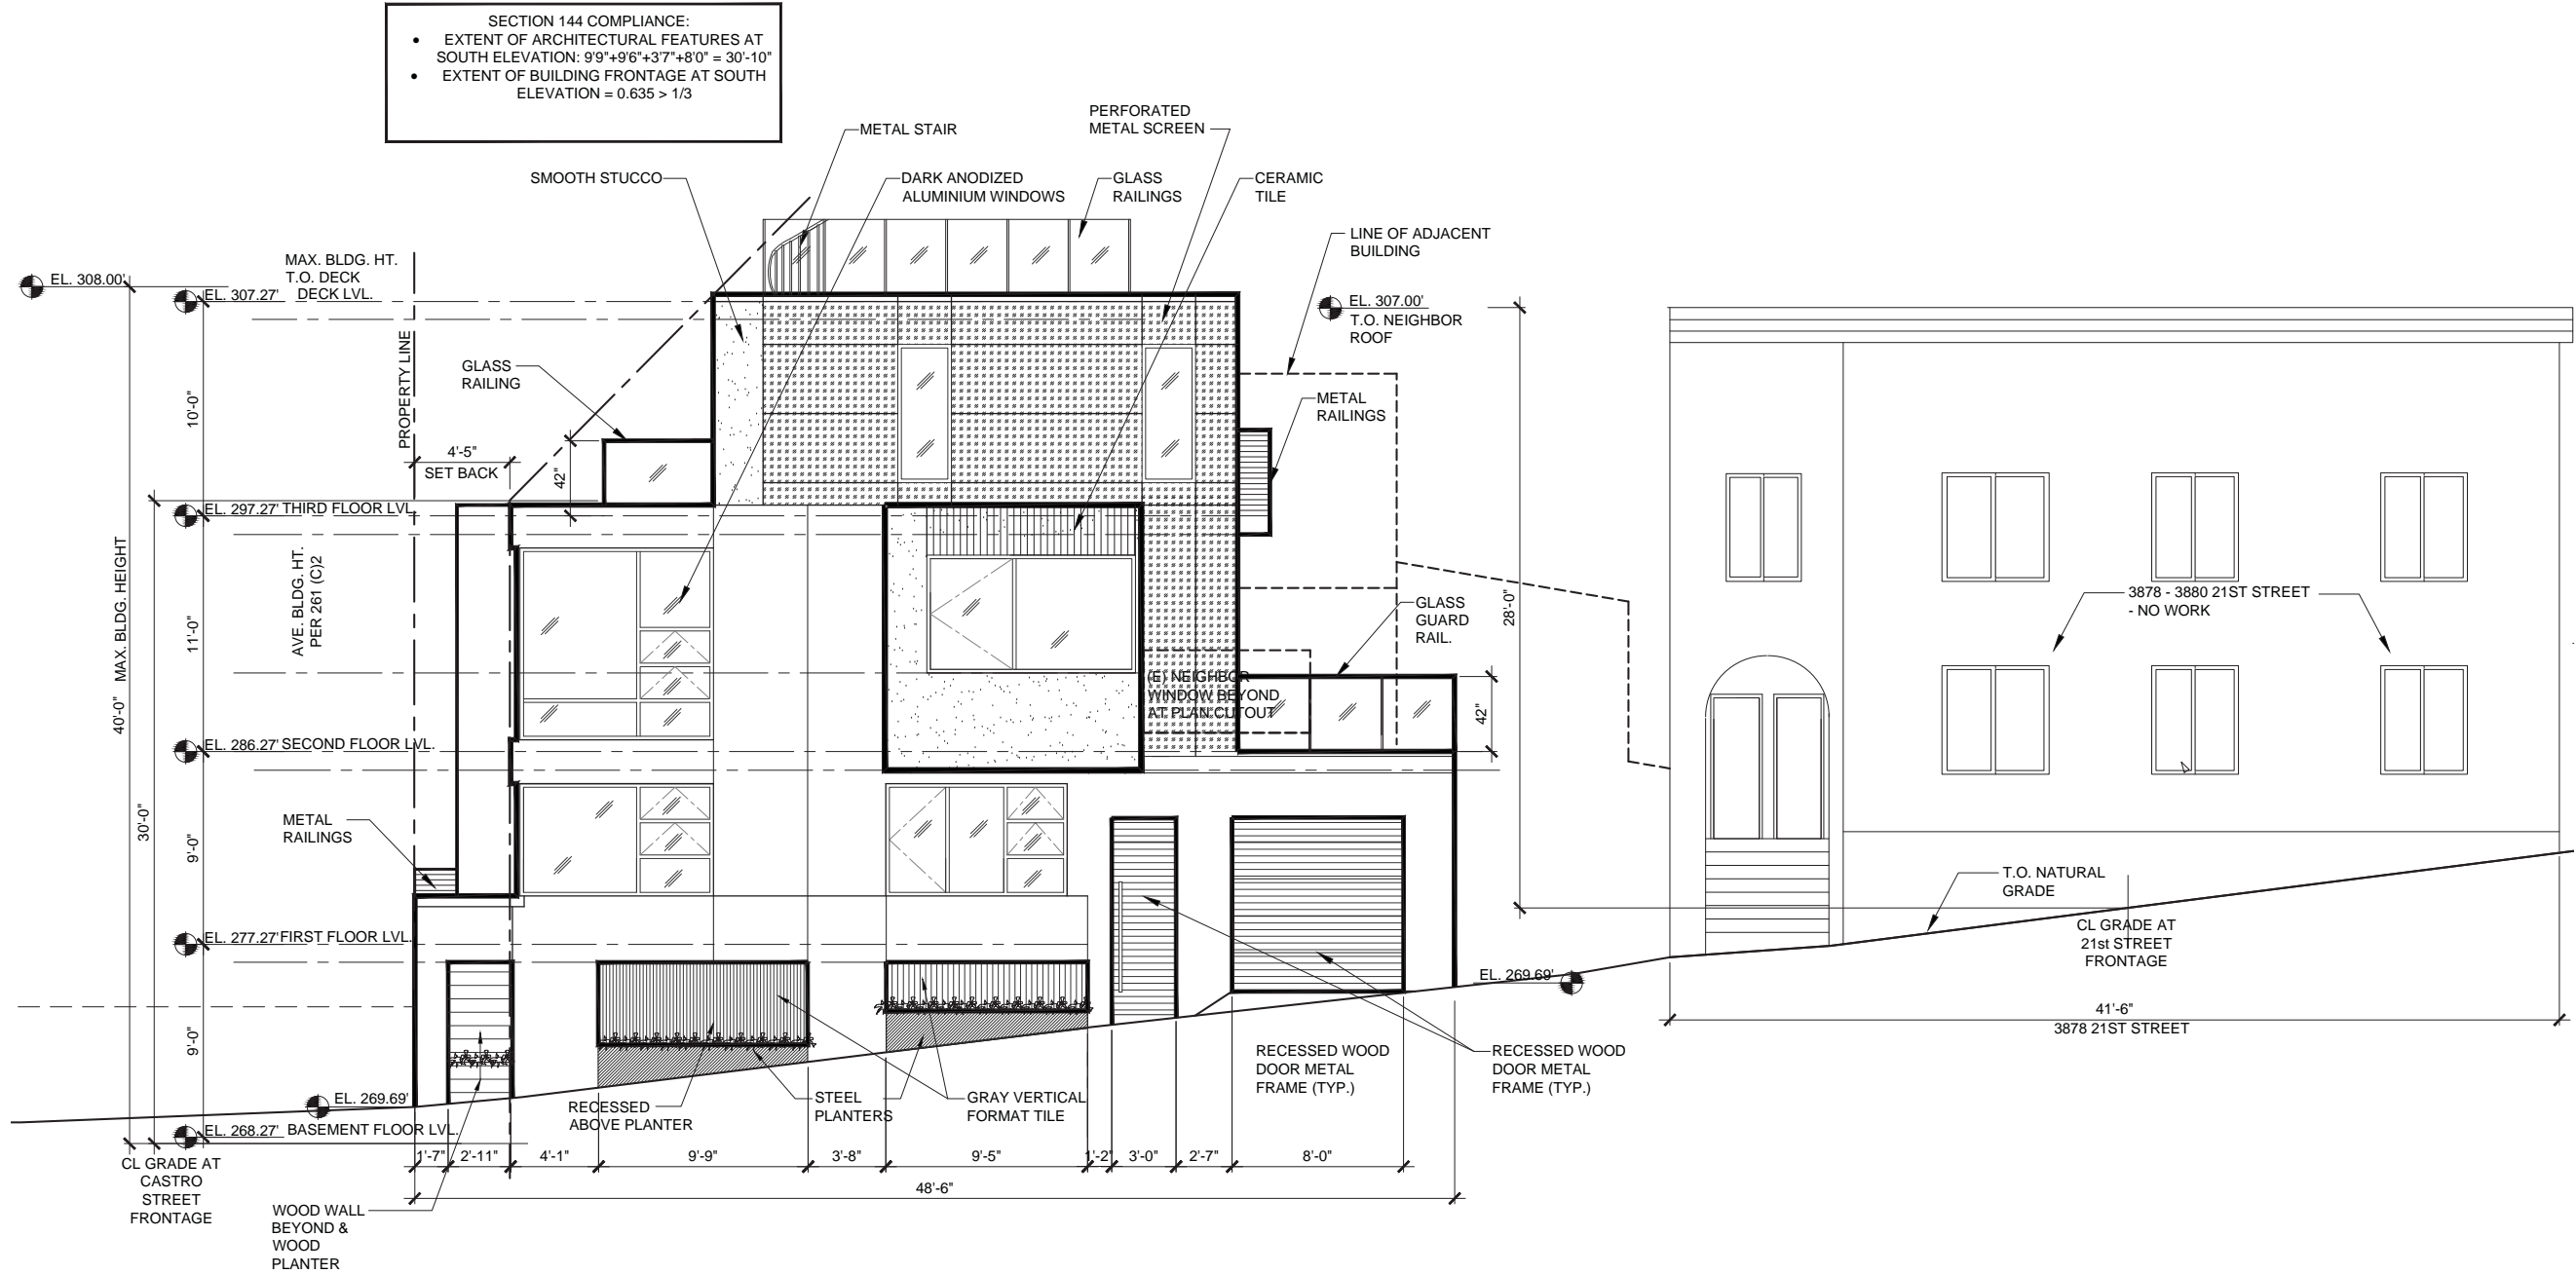 SECTION 144 COMPLIANCE:
• EXTENT OF ARCHITECTURAL FEATURES AT
SOUTH ELEVATION: 9'9"+9'6"+3'7"+8'0" = 30'-10"
• EXTENT OF BUILDING FRONTAGE AT SOUTH
ELEVATION = 0.635 > 1/3
METAL STAIR
PERFORATED
METAL SCREEN
SMOOTH STUCCO
DARK ANODIZED
ALUMINIUM WINDOWS
GLASS
RAILINGS
CERAMIC
TILE
LINE OF ADJACENT
BUILDING
MAX. BLDG. HT.
T.O. DECK
DECK LVL.
EL. 308.00'
EL. 307.27'
EL. 307.00'
T.O. NEIGHBOR
ROOF
PROPERTY LINE
GLASS
RAILING
10'-0"
METAL
RAILINGS
4'-5"
SET BACK
42"
EL. 297.27' THIRD FLOOR LVL.
40'-0" MAX. BLDG. HEIGHT
AVE. BLDG. HT.
PER 261 (C)2
11'-0"
28'-0"
3878 - 3880 21ST STREET
- NO WORK
GLASS
GUARD
RAIL.
(E) NEIGHBOR
WINDOW BEYOND
AT PLAN CUTOUT
42"
EL. 286.27' SECOND FLOOR LVL.
30'-0"
METAL
RAILINGS
9'-0"
T.O. NATURAL
GRADE
CL GRADE AT
21st STREET
FRONTAGE
EL. 277.27' FIRST FLOOR LVL.
EL. 269.69'
41'-6"
3878 21ST STREET
9'-0"
RECESSED WOOD
DOOR METAL
FRAME (TYP.)
RECESSED WOOD
DOOR METAL
FRAME (TYP.)
EL. 269.69'
RECESSED
ABOVE PLANTER
STEEL
PLANTERS
GRAY VERTICAL
FORMAT TILE
EL. 268.27' BASEMENT FLOOR LVL.
CL GRADE AT
CASTRO
STREET
FRONTAGE
1'-7" 2'-11" 4'-1" 9'-9" 3'-8" 9'-5" 1'-2" 3'-0" 2'-7" 8'-0"
48'-6"
WOOD WALL
BEYOND &
WOOD
PLANTER